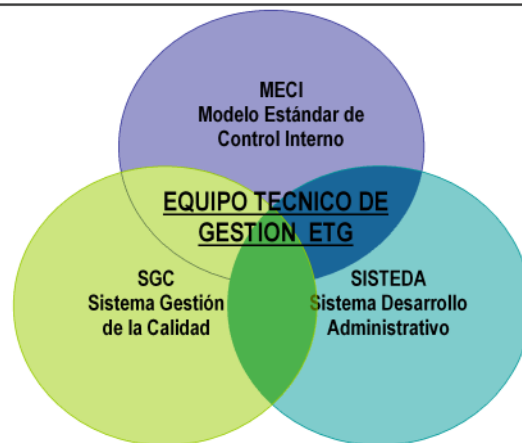 MECI
Modelo Estándar de
Control Interno
EQUIPO TECNICO DE
GESTION ETG
SGC
Sistema Gestión
de la Calidad
SISTEDA
Sistema Desarrollo
Administrativo